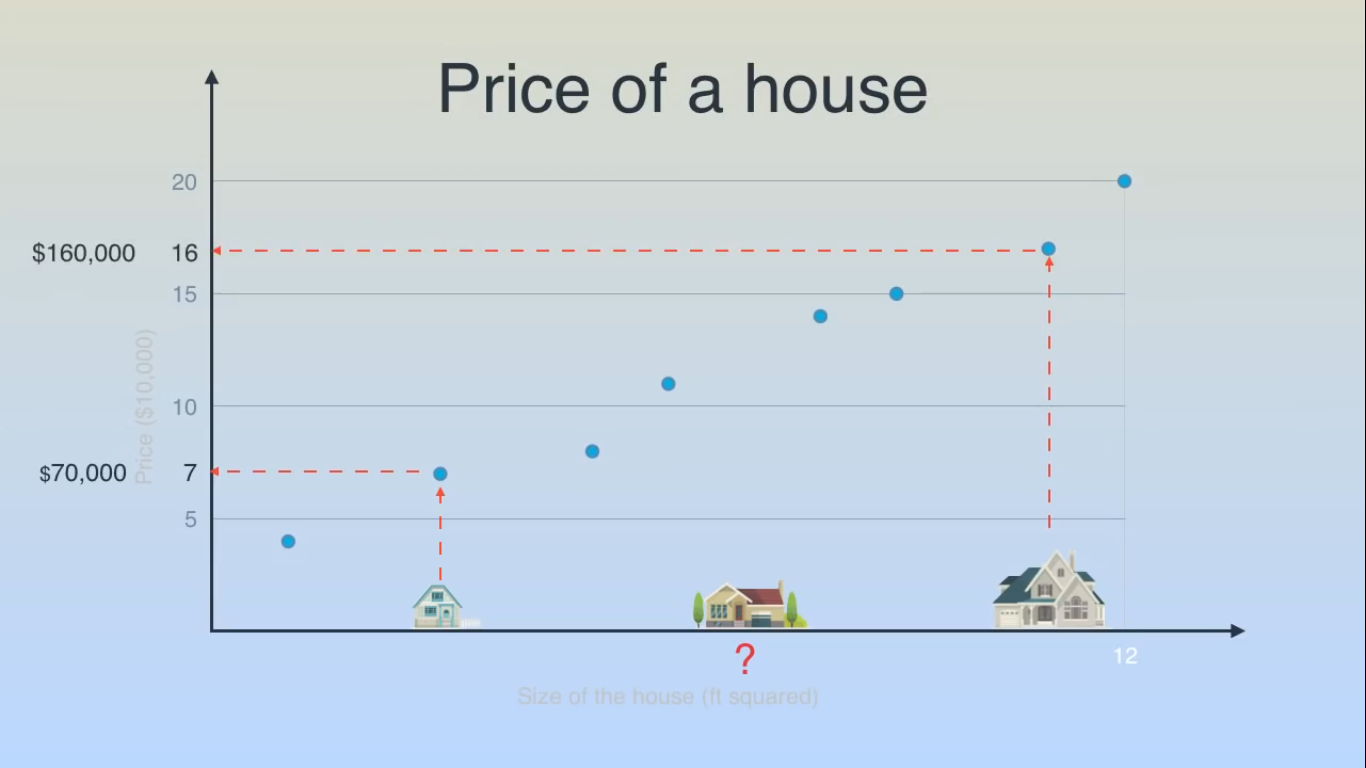 Price of a house
20
$160,000 16
15
Price ($10,000)
10
$70,000 7
5
?
12
Size of the house (ft squared)